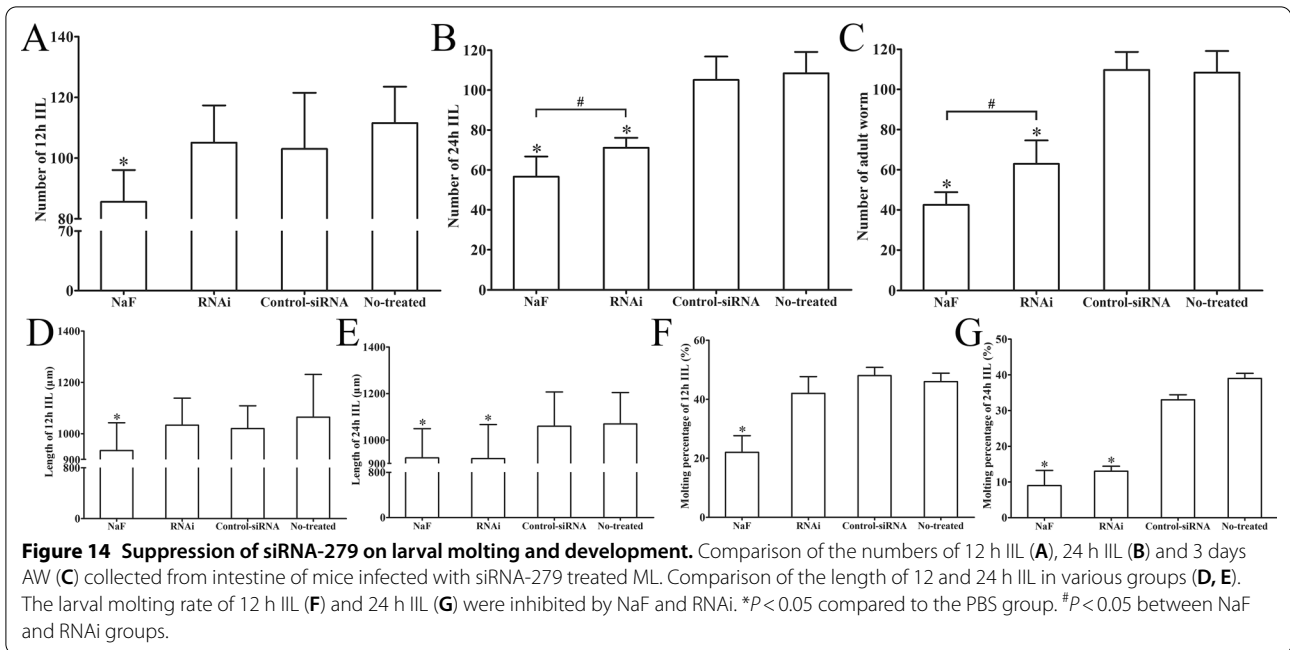 A
140
120
100
80
70
0
Number of 12h IIL
*
NaF
RNAi
Control-siRNA
No-treated
B
120
100
80
60
40
20
0
Number of 24h IIL
#
*
*
NaF
RNAi
Control-siRNA
No-treated
C
120
100
80
60
40
20
0
Number of adult worm
#
*
*
NaF
RNAi
Control-siRNA
No-treated
D
1400
1200
1000
900
800
0
Length of 12h IIL (μm)
*
NaF
RNAi
Control-siRNA
No-treated
E
1400
1200
1000
900
800
0
Length of 24h IIL (μm)
*
*
NaF
RNAi
Control-siRNA
No-treated
F
60
40
20
0
Molting percentage of 12h IIL (%)
*
NaF
RNAi
Control-siRNA
No-treated
G
50
40
30
20
10
0
Molting percentage of 24h IIL (%)
*
*
NaF
RNAi
Control-siRNA
No-treated
Figure 14 Suppression of siRNA-279 on larval molting and development. Comparison of the numbers of 12 h IIL (A), 24 h IIL (B) and 3 days
AW (C) collected from intestine of mice infected with siRNA-279 treated ML. Comparison of the length of 12 and 24 h IIL in various groups (D, E).
The larval molting rate of 12 h IIL (F) and 24 h IIL (G) were inhibited by NaF and RNAi. *P < 0.05 compared to the PBS group. #P < 0.05 between NaF
and RNAi groups.